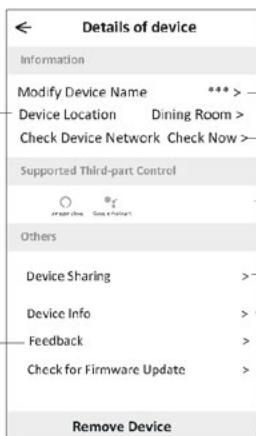 ← Details of device
Information
Modify Device Name *** >
Device Location Dining Room >
Check Device Network Check Now >
Supported Third-part Control
Others
Device Sharing >
Device Info >
Feedback >
Check for Firmware Update >
Remove Device